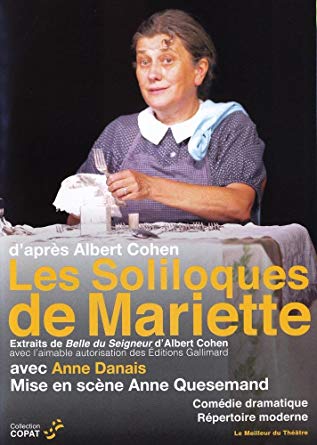 d'après Albert Cohen
Les Soliloques
de Mariette
Extraits de Belle du Seigneur d'Albert Cohen
avec l'aimable autorisation des Éditions Gallimard
avec Anne Danais
Mise en scène Anne Quesemand
Comédie dramatique
Répertoire moderne
Collection
COPAT
Le Meilleur du Théâtre